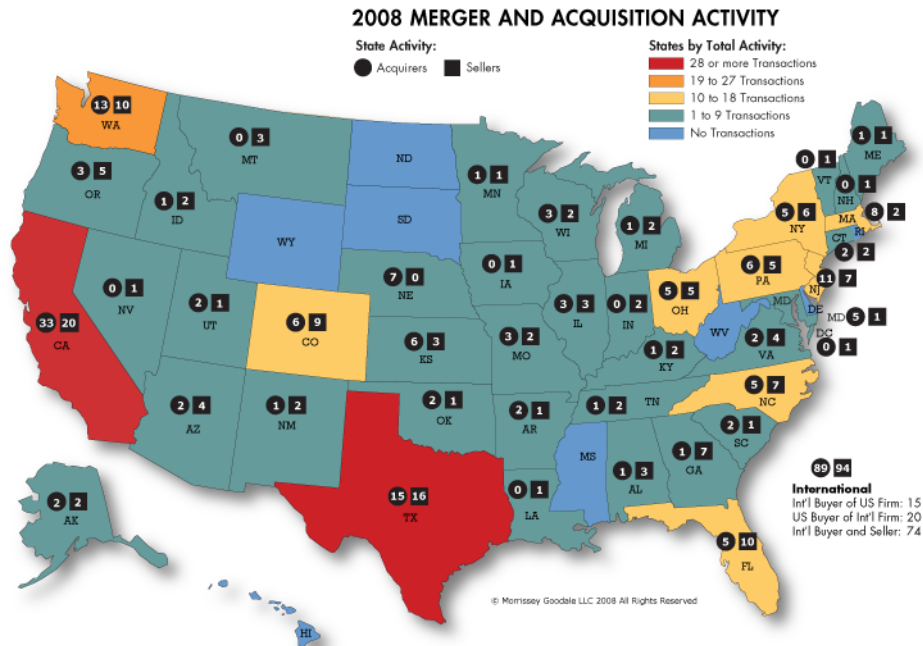 2008 MERGER AND ACQUISITION ACTIVITY
State Activity:
Acquirers
Sellers
States by Total Activity:
28 or more Transactions
19 to 27 Transactions
10 to 18 Transactions
1 to 9 Transactions
No Transactions
13 10
WA
0 3
MT
ND
1 1
MN
1 1
ME
0 1
VT
0 1
NH
3 5
OR
1 2
ID
SD
3 2
WI
1 2
MI
5 6
NY
MA
8 2
CT
RI
2 2
WY
0 1
NV
2 1
UT
7 0
NE
0 1
IA
3 3
IL
0 2
IN
5 5
OH
6 5
PA
11 7
NJ
MD
DE
MD 5 1
DC
0 1
33 20
CA
6 9
CO
6 3
KS
3 2
MO
1 2
KY
WV
2 4
VA
2 4
AZ
1 2
NM
2 1
OK
2 1
AR
1 2
TN
5 7
NC
2 1
SC
MS
1 3
AL
1 7
GA
15 16
TX
0 1
LA
5 10
FL
2 2
AK
HI
89 94
International
Int'l Buyer of US Firm: 15
US Buyer of Int'l Firm: 20
Int'l Buyer and Seller: 74
© Morrissey Goodale LLC 2008 All Rights Reserved